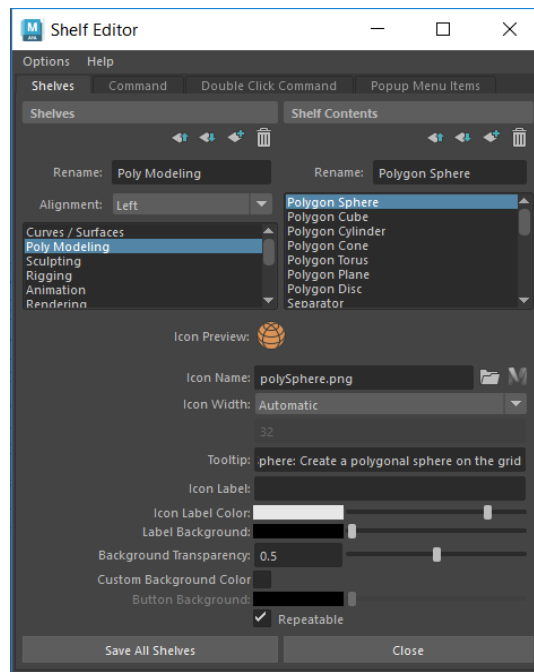 Shelf Editor
Options Help
Shelves Command Double Click Command Popup Menu Items
Shelves
Shelf Contents
Rename: Poly Modeling
Rename: Polygon Sphere
Alignment: Left
Curves / Surfaces
Poly Modeling
Sculpting
Rigging
Animation
Rendering
Polygon Sphere
Polygon Cube
Polygon Cylinder
Polygon Cone
Polygon Torus
Polygon Plane
Polygon Disc
Separator
Icon Preview:
Icon Name: polySphere.png
Icon Width: Automatic
32
Tooltip: phere: Create a polygonal sphere on the grid
Icon Label:
Icon Label Color:
Label Background:
Background Transparency: 0.5
Custom Background Color
Button Background:
Repeatable
Save All Shelves Close